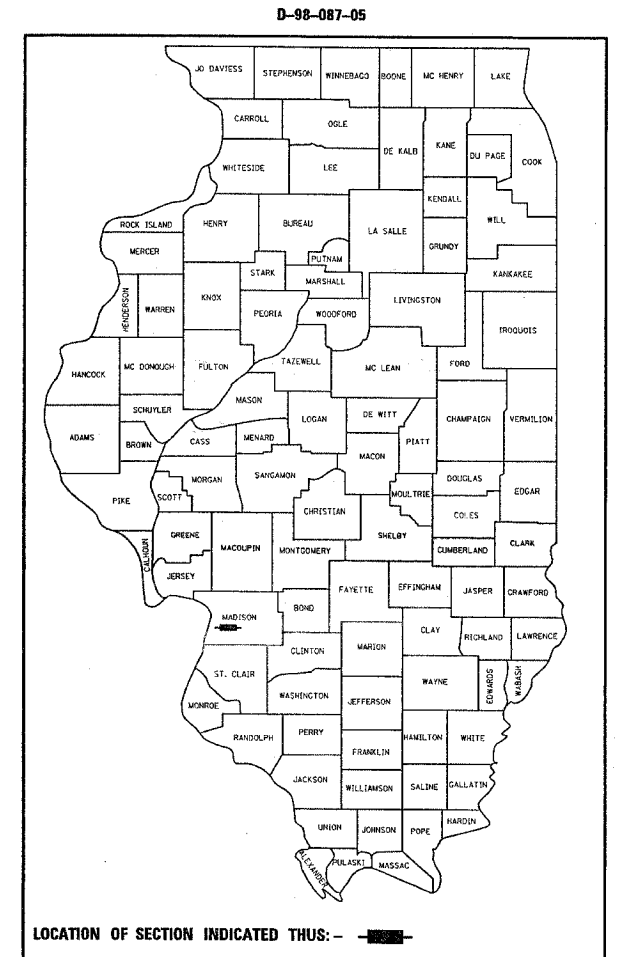 D-98-087-05
JO DAVIESS
STEPHENSON
WINNEBAGO
BOONE
MC HENRY
LAKE
CARROLL
OGLE
DE KALB
KANE
DU PAGE
COOK
WHITESIDE
LEE
KENDALL
WILL
ROCK ISLAND
HENRY
BUREAU
LA SALLE
GRUNDY
MERCER
PUTNAM
STARK
MARSHALL
KANKAKEE
HENDERSON
WARREN
KNOX
PEORIA
WOODFORD
LIVINGSTON
IROQUOIS
HANCOCK
MC DONOUGH
FULTON
TAZEWELL
MC LEAN
FORD
SCHUYLER
MASON
LOGAN
DE WITT
CHAMPAIGN
VERMILION
ADAMS
BROWN
CASS
MENARD
MACON
PIATT
PIKE
SCOTT
MORGAN
SANGAMON
CHRISTIAN
MOULTRIE
DOUGLAS
EDGAR
COLES
CALHOUN
GREENE
MACOUPIN
MONTGOMERY
SHELBY
CUMBERLAND
CLARK
JERSEY
FAYETTE
EFFINGHAM
JASPER
CRAWFORD
MADISON
BOND
CLAY
RICHLAND
LAWRENCE
CLINTON
MARION
ST. CLAIR
WAYNE
EDWARDS
WABASH
MONROE
WASHINGTON
JEFFERSON
RANDOLPH
PERRY
HAMILTON
WHITE
FRANKLIN
JACKSON
WILLIAMSON
SALINE
GALLATIN
UNION
JOHNSON
POPE
HARDIN
ALEXANDER
PULASKI
MASSAC
LOCATION OF SECTION INDICATED THUS: -